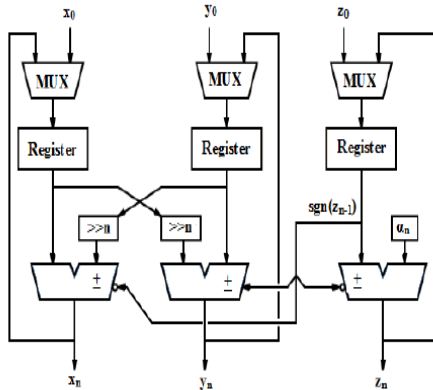 x0 y0 z0
MUX MUX MUX
Register Register Register
sgn(zn-1)
>>n >>n αn
± ± ±
xn yn zn